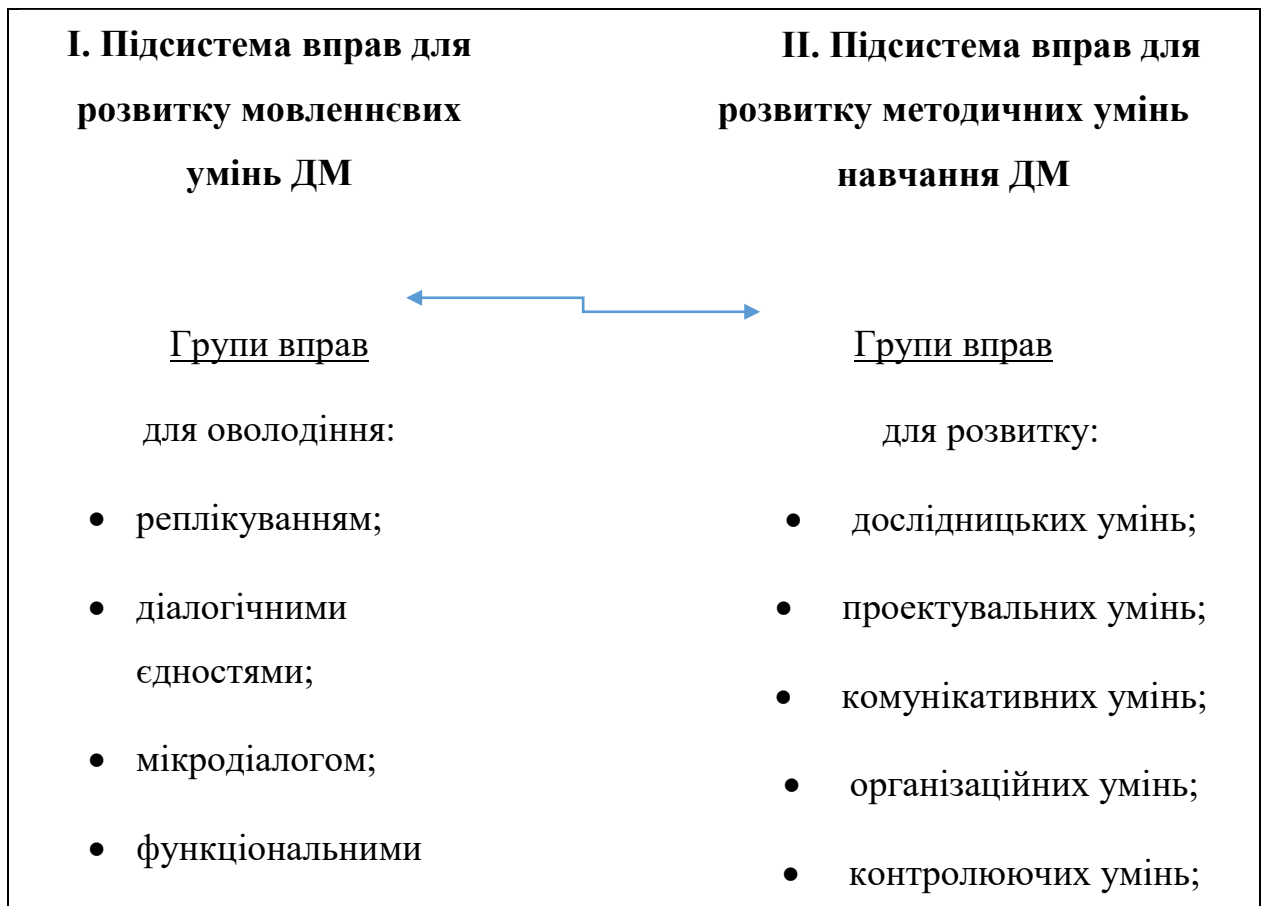 І. Підсистема вправ для
розвитку мовленнєвих
умінь ДМ
Групи вправ
для оволодіння:
• реплікуванням;
• діалогічними
єдностями;
• мікродіалогом;
• функціональними
ІІ. Підсистема вправ для
розвитку методичних умінь
навчання ДМ
Групи вправ
для розвитку:
• дослідницьких умінь;
• проектувальних умінь;
• комунікативних умінь;
• організаційних умінь;
• контролюючих умінь;